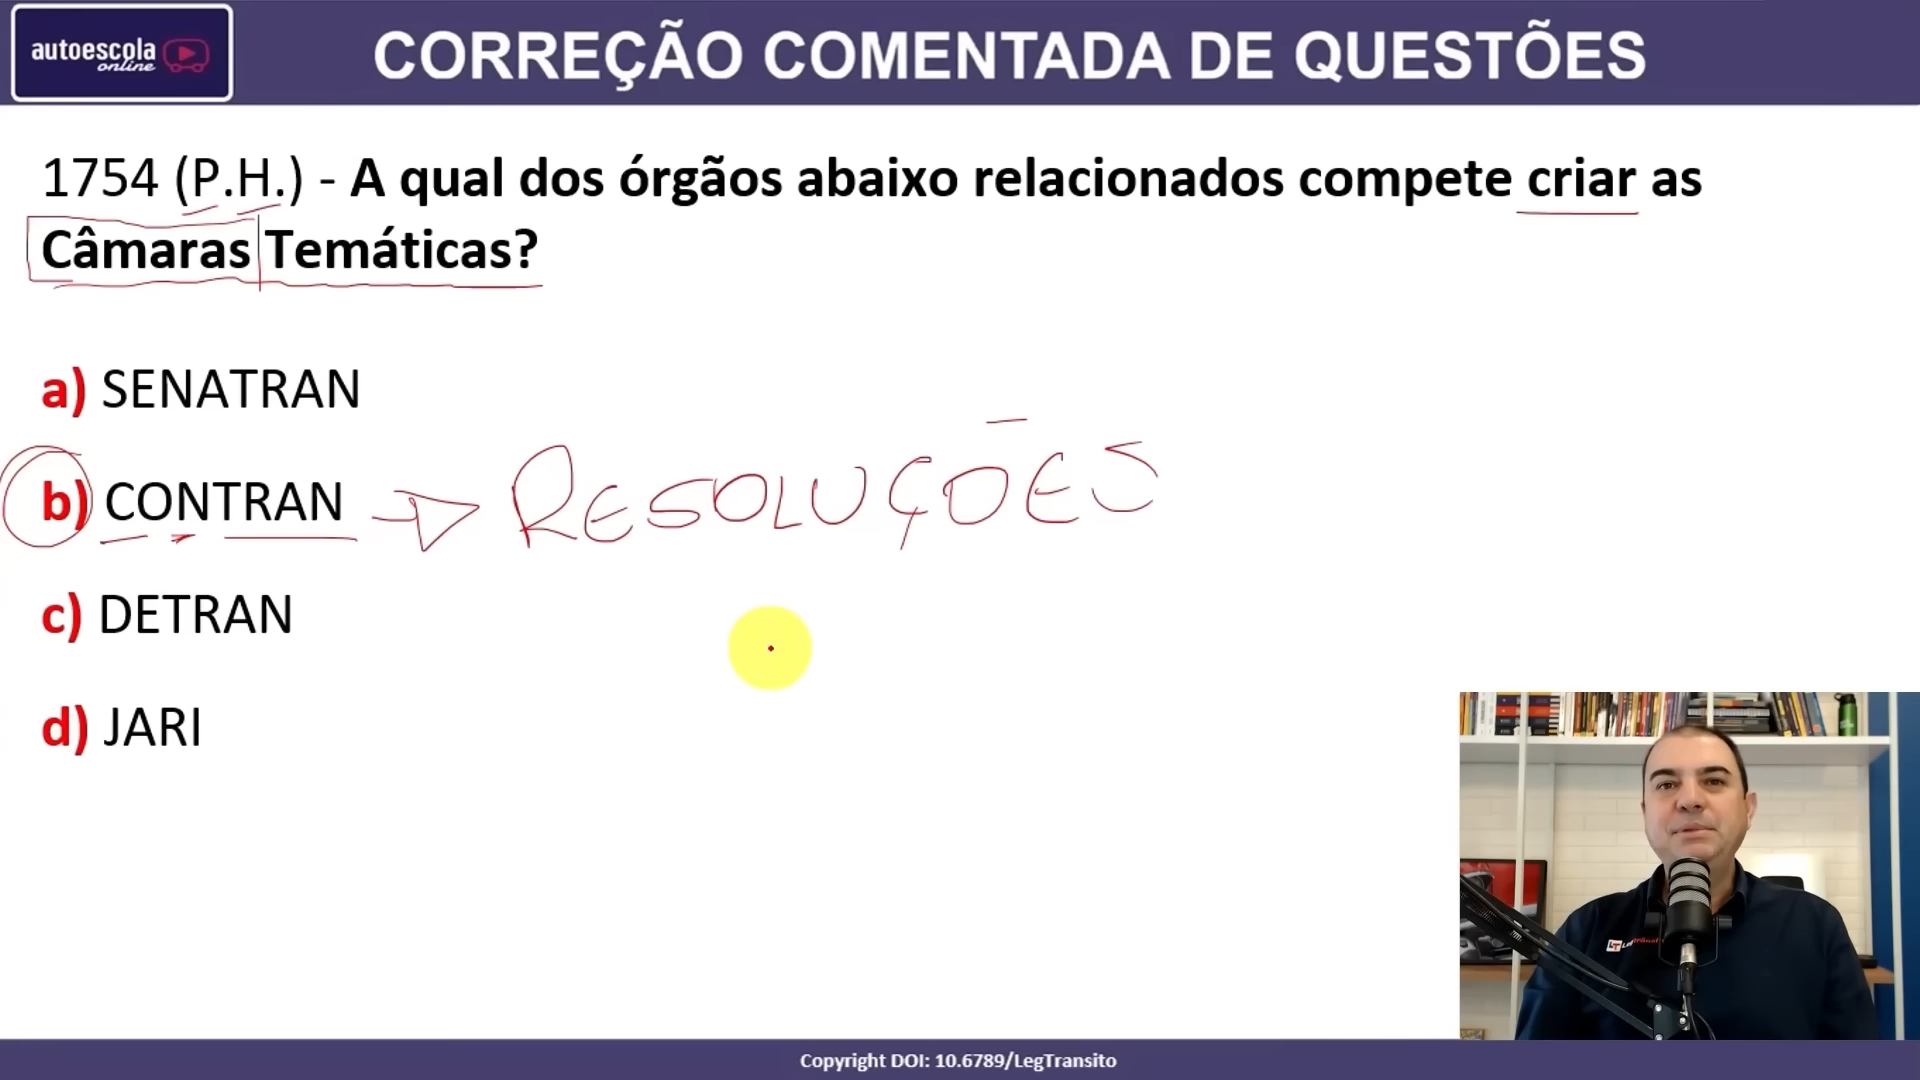 autoescola
online
CORREÇÃO COMENTADA DE QUESTÕES
1754 (P.H.) - A qual dos órgãos abaixo relacionados compete criar as
Câmaras Temáticas?
a) SENATRAN
b) CONTRAN
RESOLUÇÕES
c) DETRAN
d) JARI
LT
Copyright DOI: 10.6789/LegTransito